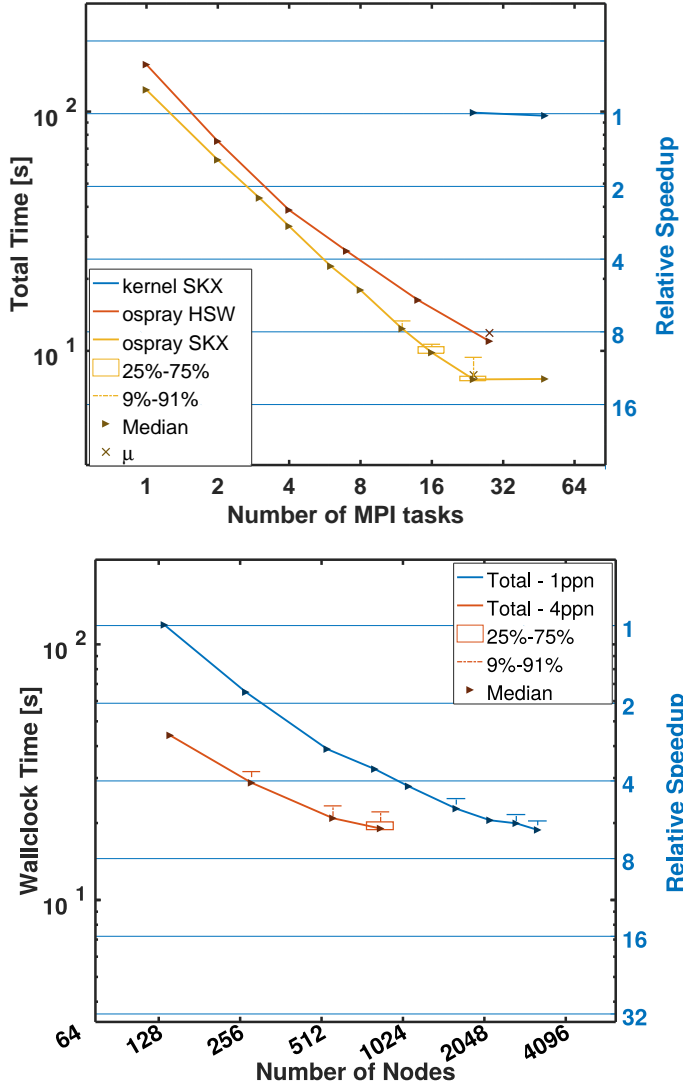 Total Time [s]
10 2
10 1
1
2
4
8
16
Relative Speedup
kernel SKX
ospray HSW
ospray SKX
25%-75%
9%-91%
Median
μ
1 2 4 8 16 32 64
Number of MPI tasks
Wallclock Time [s]
10 2
10 1
Total - 1ppn
Total - 4ppn
25%-75%
9%-91%
Median
1
2
4
8
16
32
Relative Speedup
64 128 256 512 1024 2048 4096
Number of Nodes